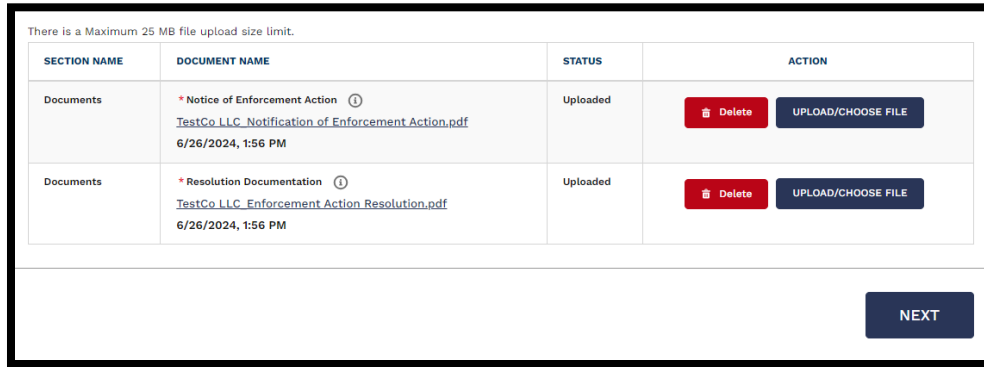 There is a Maximum 25 MB file upload size limit.
SECTION NAME DOCUMENT NAME STATUS ACTION
Documents * Notice of Enforcement Action i Uploaded Delete UPLOAD/CHOOSE FILE
TestCo LLC_Notification of Enforcement Action.pdf
6/26/2024, 1:56 PM
Documents * Resolution Documentation i Uploaded Delete UPLOAD/CHOOSE FILE
TestCo LLC_Enforcement Action Resolution.pdf
6/26/2024, 1:56 PM
NEXT